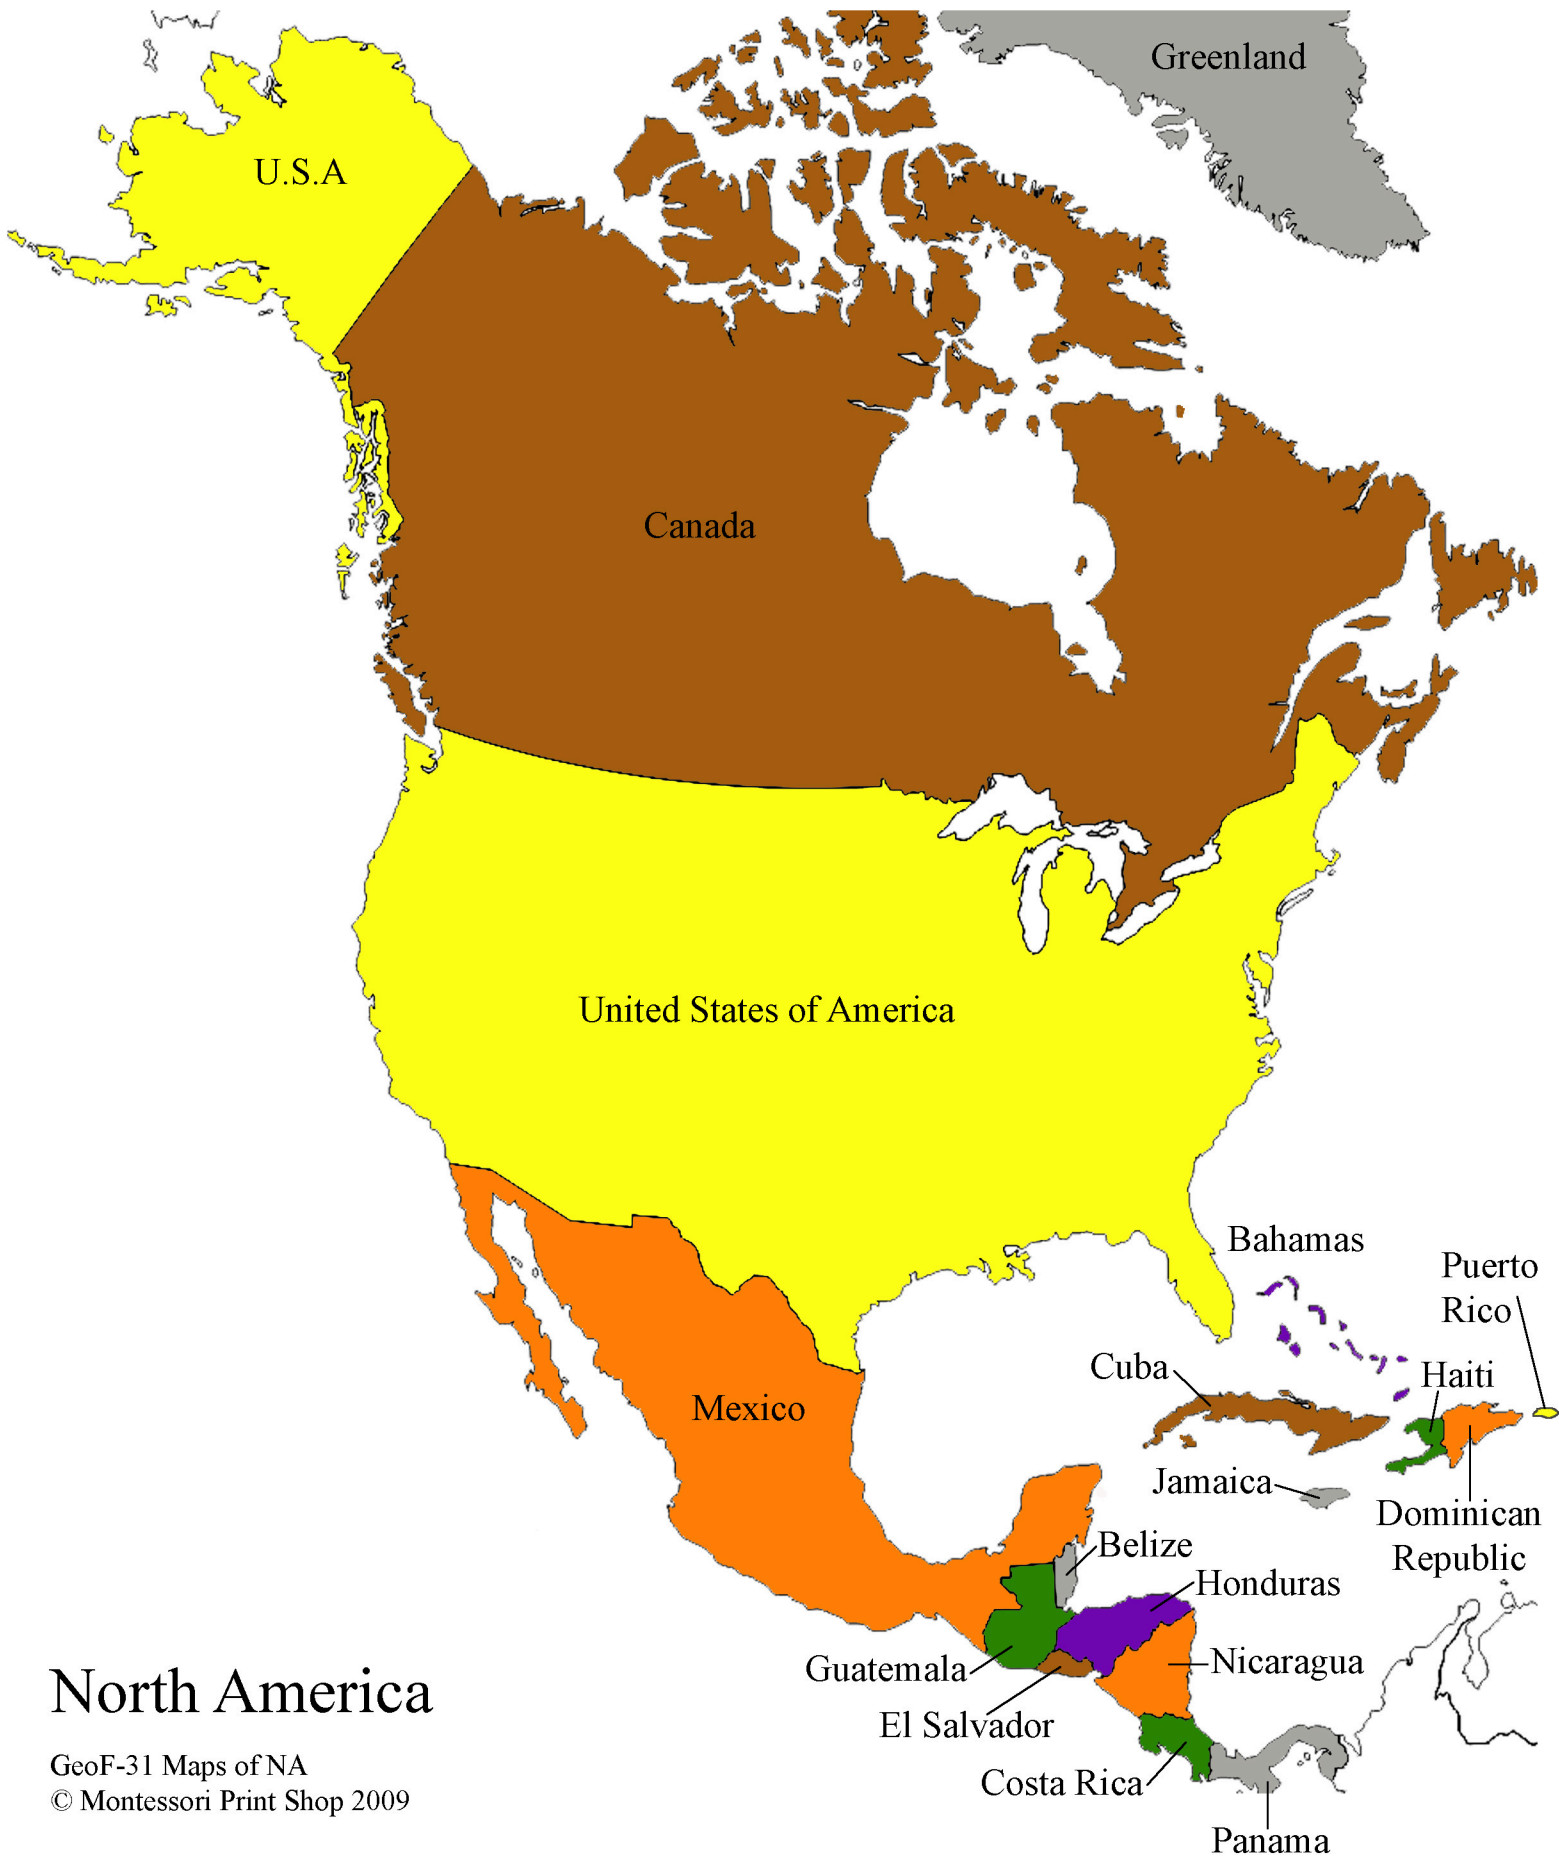 Greenland
U.S.A
Canada
United States of America
Bahamas
Puerto
Rico
Cuba
Haiti
Mexico
Jamaica
Dominican
Republic
Belize
Honduras
Guatemala
Nicaragua
El Salvador
Costa Rica
Panama
North America
GeoF-31 Maps of NA
© Montessori Print Shop 2009